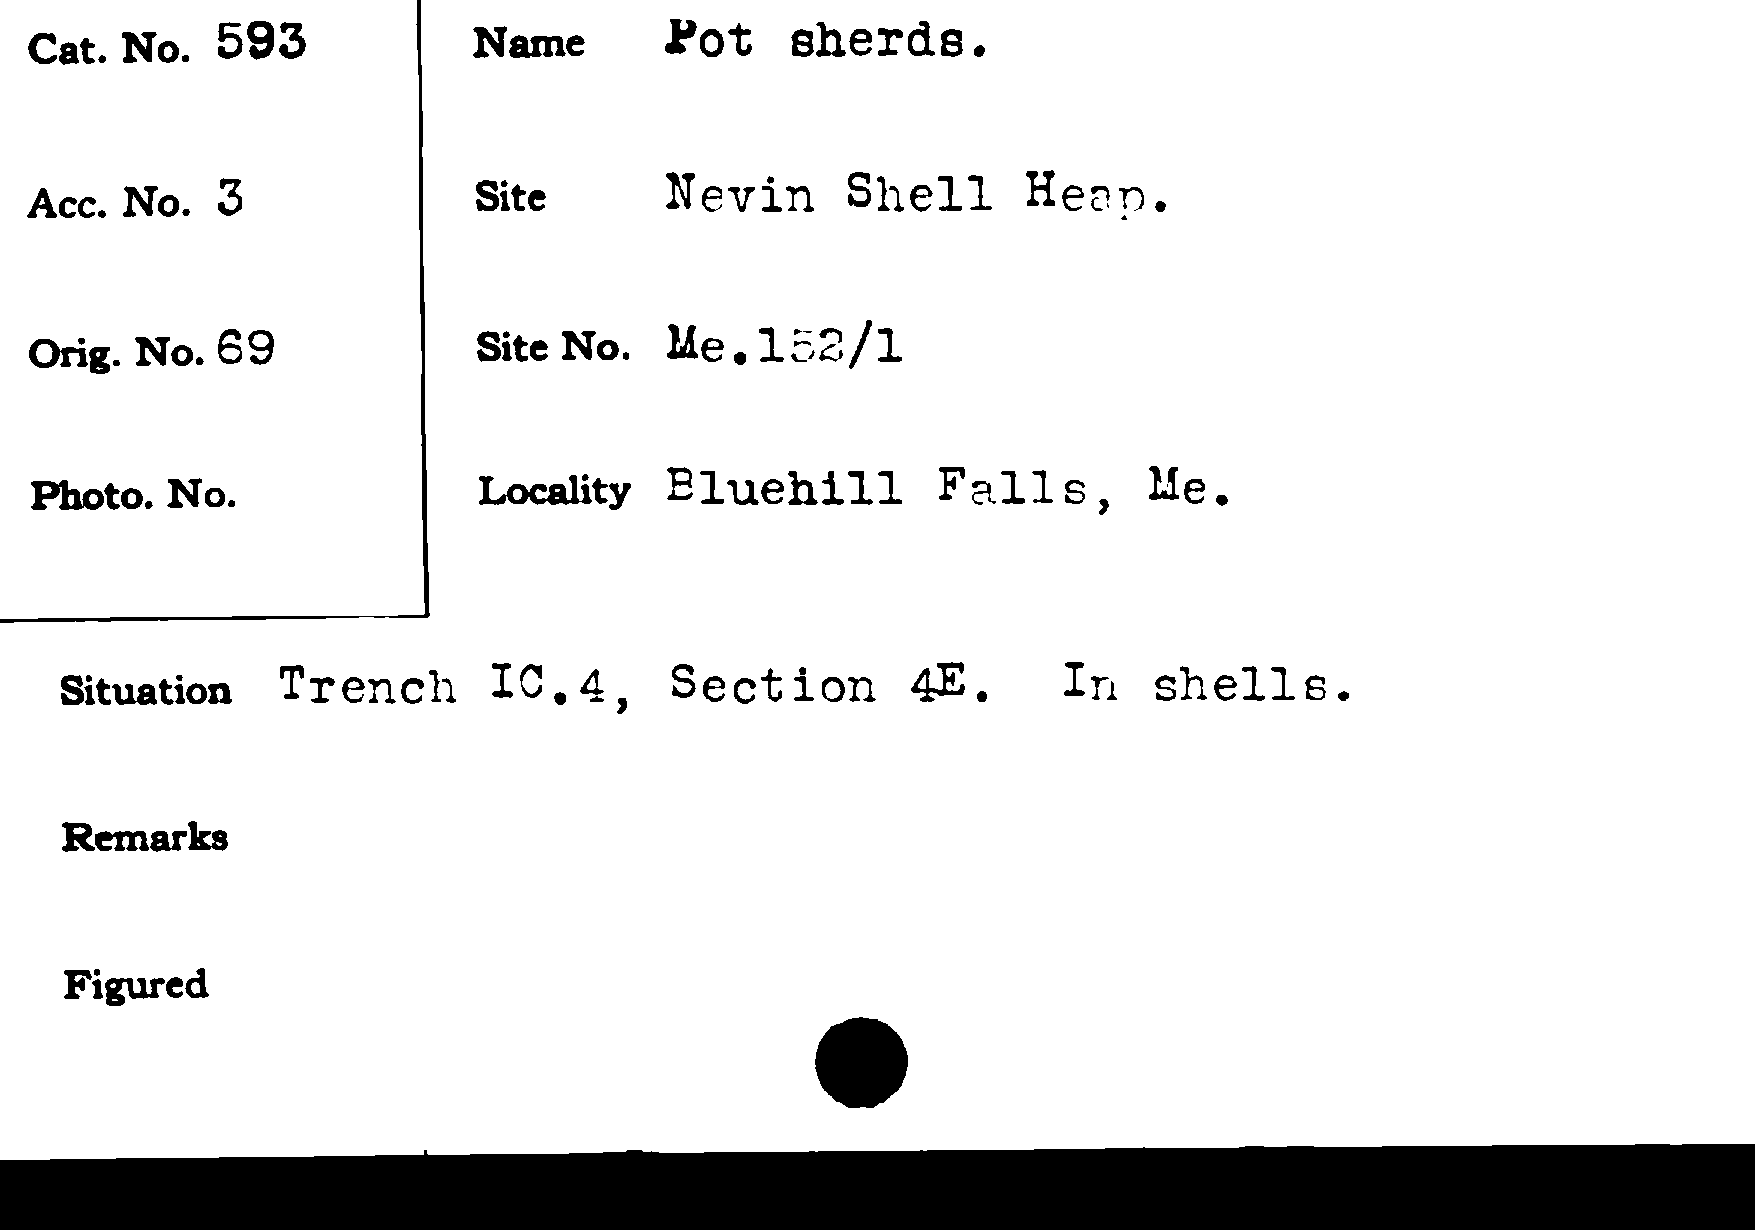 Cat. No. 593
Name Pot sherds.
Acc. No. 3
Site Nevin Shell Heap.
Orig. No. 69
Site No. Me.152/1
Photo. No.
Locality Bluehill Falls, Me.
Situation Trench IC.4, Section 4E. In shells.
Remarks
Figured